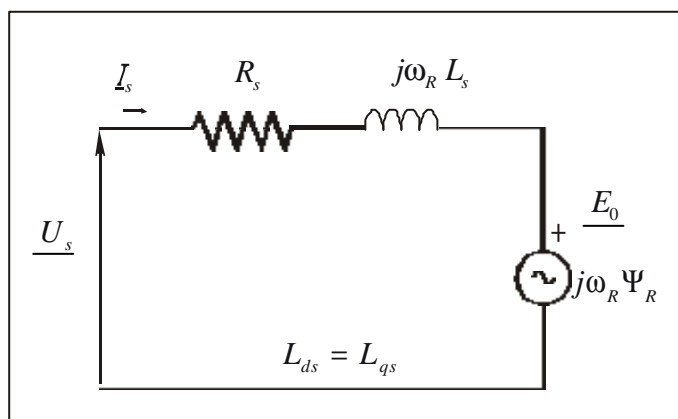 I_s
R_s
jω_R L_s
U_s
+
E_0
jω_R Ψ_R
L_ds = L_qs